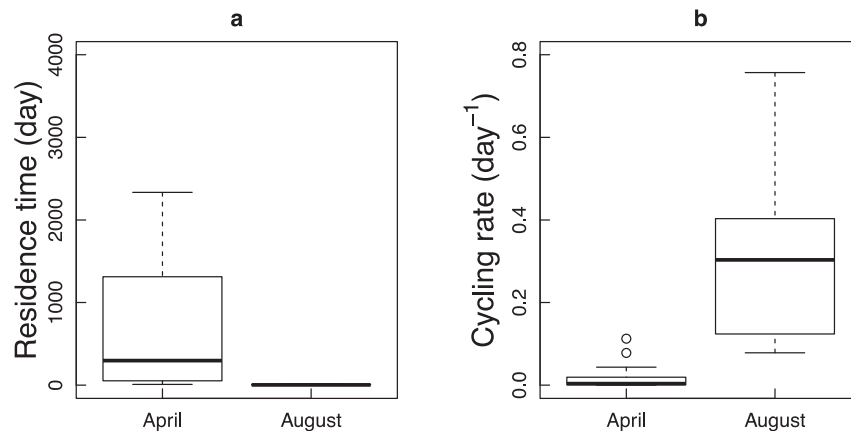 a
Residence time (day)
4000
3000
2000
1000
0
April August
b
Cycling rate (day⁻¹)
0.8
0.6
0.4
0.2
0.0
April August